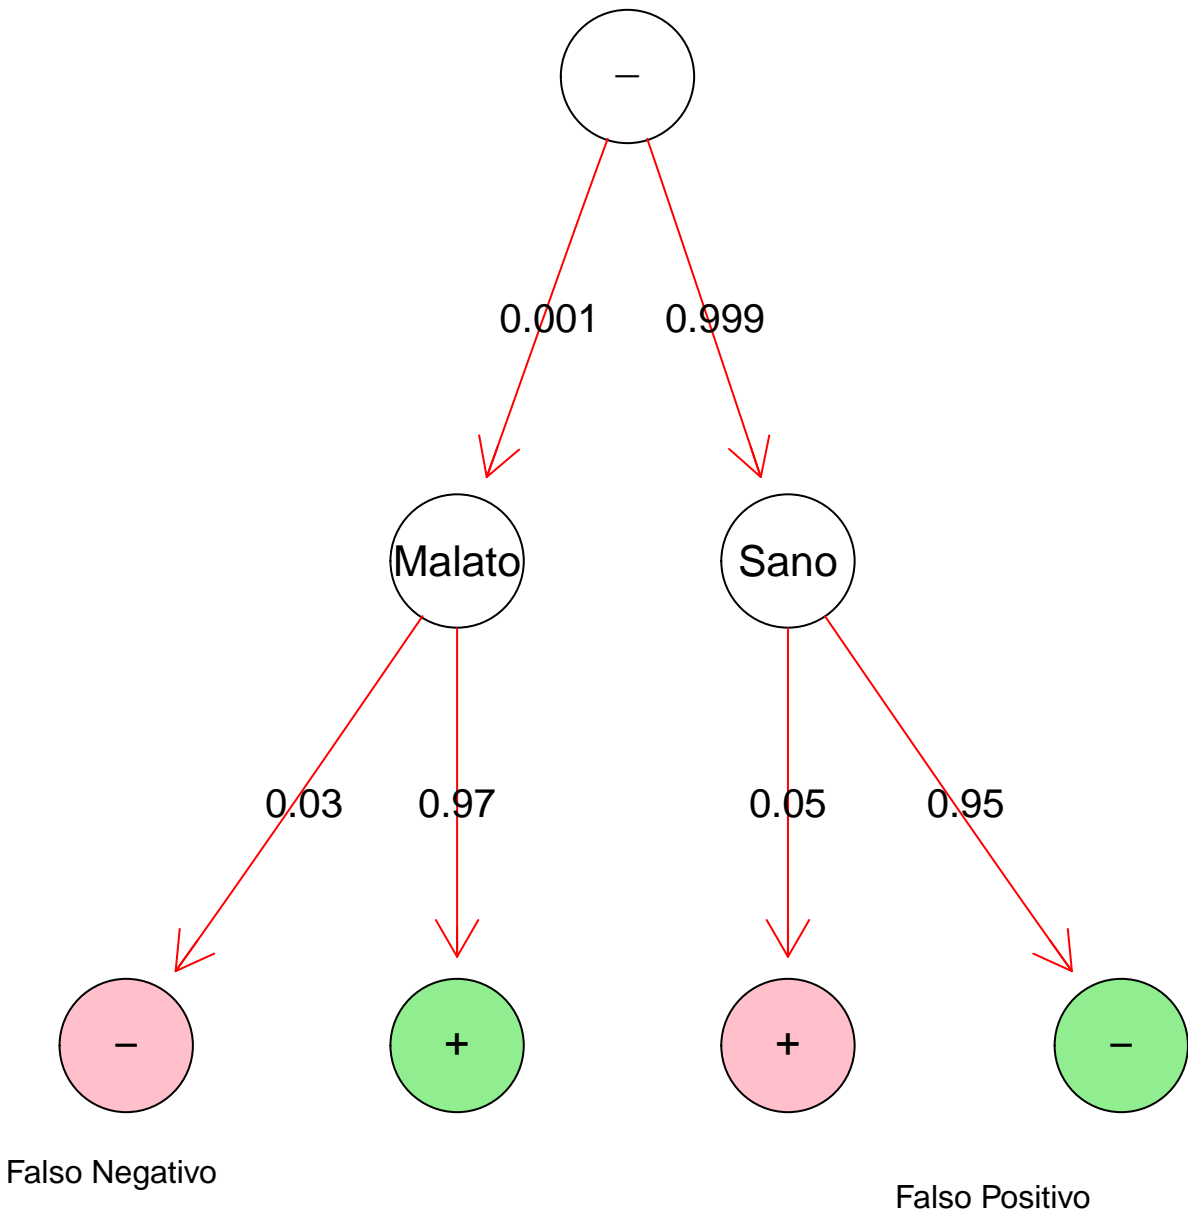 –
0.001 0.999
Malato Sano
0.03 0.97 0.05 0.95
– + + –
Falso Negativo
Falso Positivo